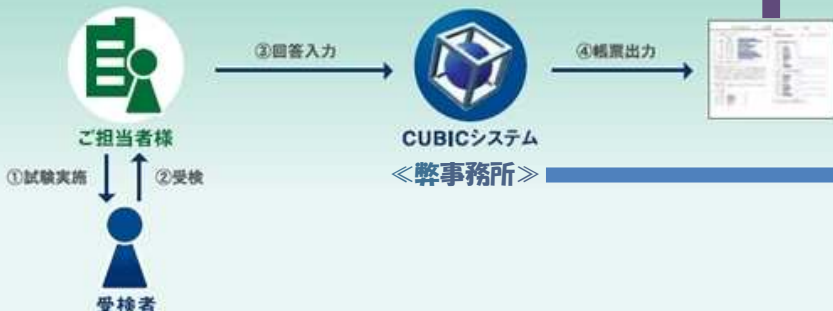 ③回答入力
④帳票出力
ご担当者様
CUBICシステム
①試験実施
②受検
≪弊事務所≫
受検者